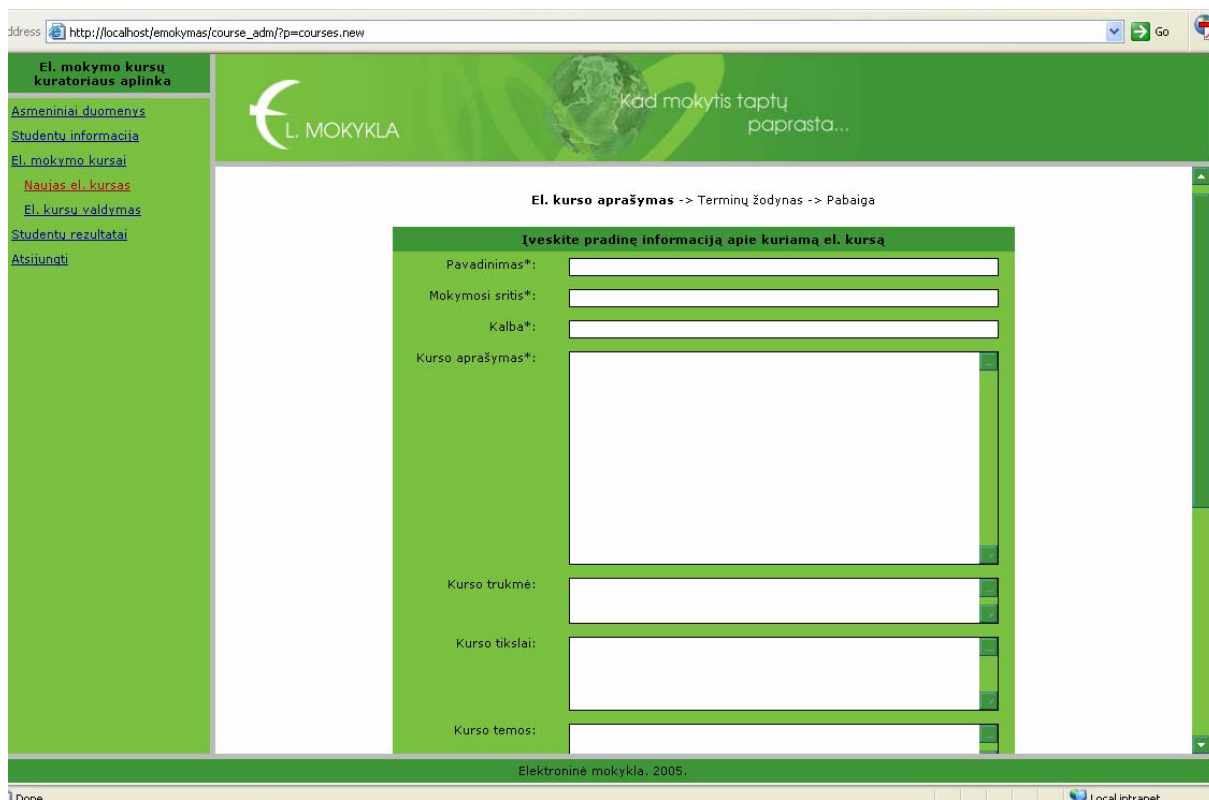 ddress http://localhost/emokymas/course_adm/?p=courses.new Go
El. mokymo kursų
kuratoriaus aplinka
Asmeniniai duomenys
Studentų informacija
El. mokymo kursai
Naujas el. kursas
El. kursų valdymas
Studentų rezultatai
Atsijungti
€L. MOKYKLA
Kad mokytis taptų
paprasta...
El. kurso aprašymas -> Terminų žodynas -> Pabaiga
Įveskite pradinę informaciją apie kuriamą el. kursą
Pavadinimas*:
Mokymosi sritis*:
Kalba*:
Kurso aprašymas*:
Kurso trukmė:
Kurso tikslai:
Kurso temos:
Elektroninė mokykla. 2005.
Done Local intranet